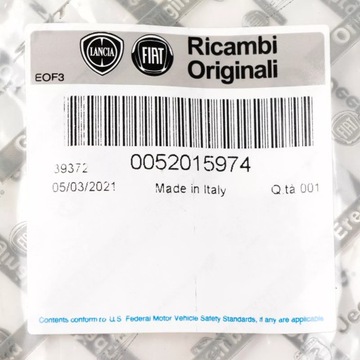 LANCIA FIAT Ricambi
Originali
EOF3
39372 0052015974
05/03/2021 Made in Italy Q.tà 001
Contents conform to U.S. Federal Motor Vehicle Safety Standards, if any are applicable